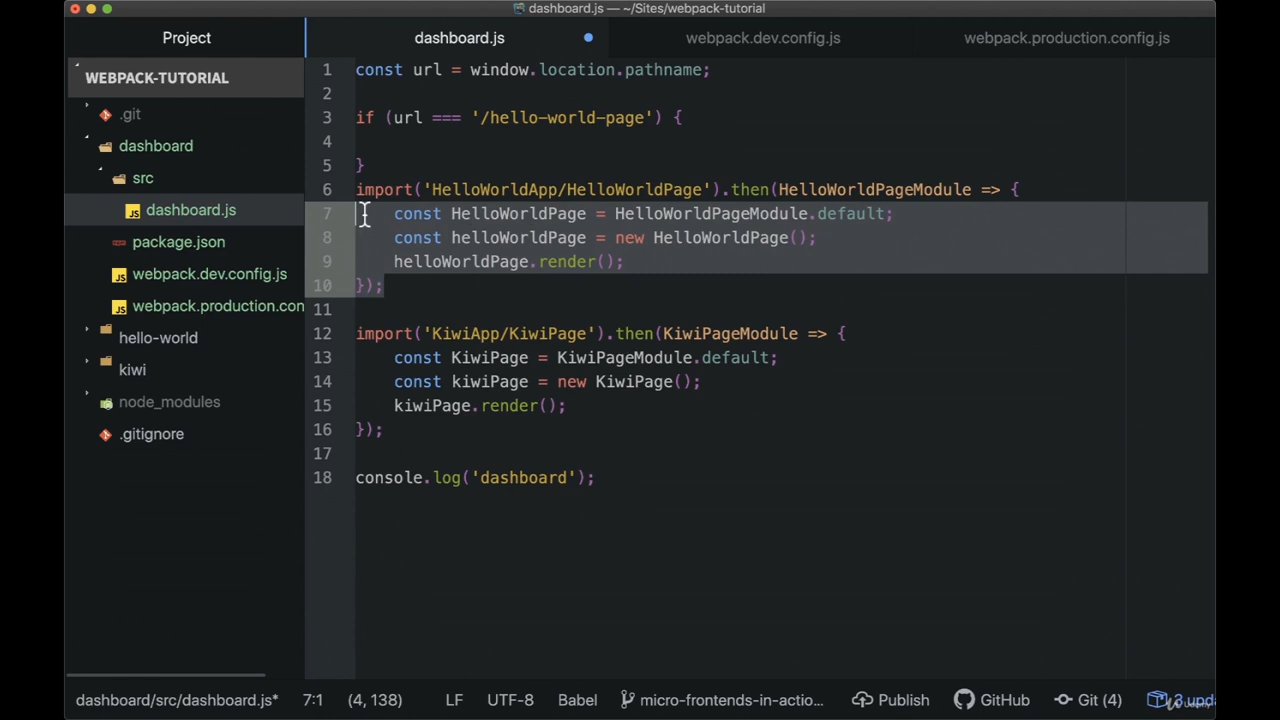 dashboard.js — ~/Sites/webpack-tutorial
Project
dashboard.js
webpack.dev.config.js
webpack.production.config.js
WEBPACK-TUTORIAL
.git
dashboard
src
dashboard.js
package.json
webpack.dev.config.js
webpack.production.con
hello-world
kiwi
node_modules
.gitignore
1 const url = window.location.pathname;
2
3 if (url === '/hello-world-page') {
4
5 }
6 import('HelloWorldApp/HelloWorldPage').then(HelloWorldPageModule => {
7 const HelloWorldPage = HelloWorldPageModule.default;
8 const helloWorldPage = new HelloWorldPage();
9 helloWorldPage.render();
10 });
11
12 import('KiwiApp/KiwiPage').then(KiwiPageModule => {
13 const KiwiPage = KiwiPageModule.default;
14 const kiwiPage = new KiwiPage();
15 kiwiPage.render();
16 });
17
18 console.log('dashboard');
dashboard/src/dashboard.js* 7:1 (4, 138) LF UTF-8 Babel micro-frontends-in-actio... Publish GitHub Git (4) 3